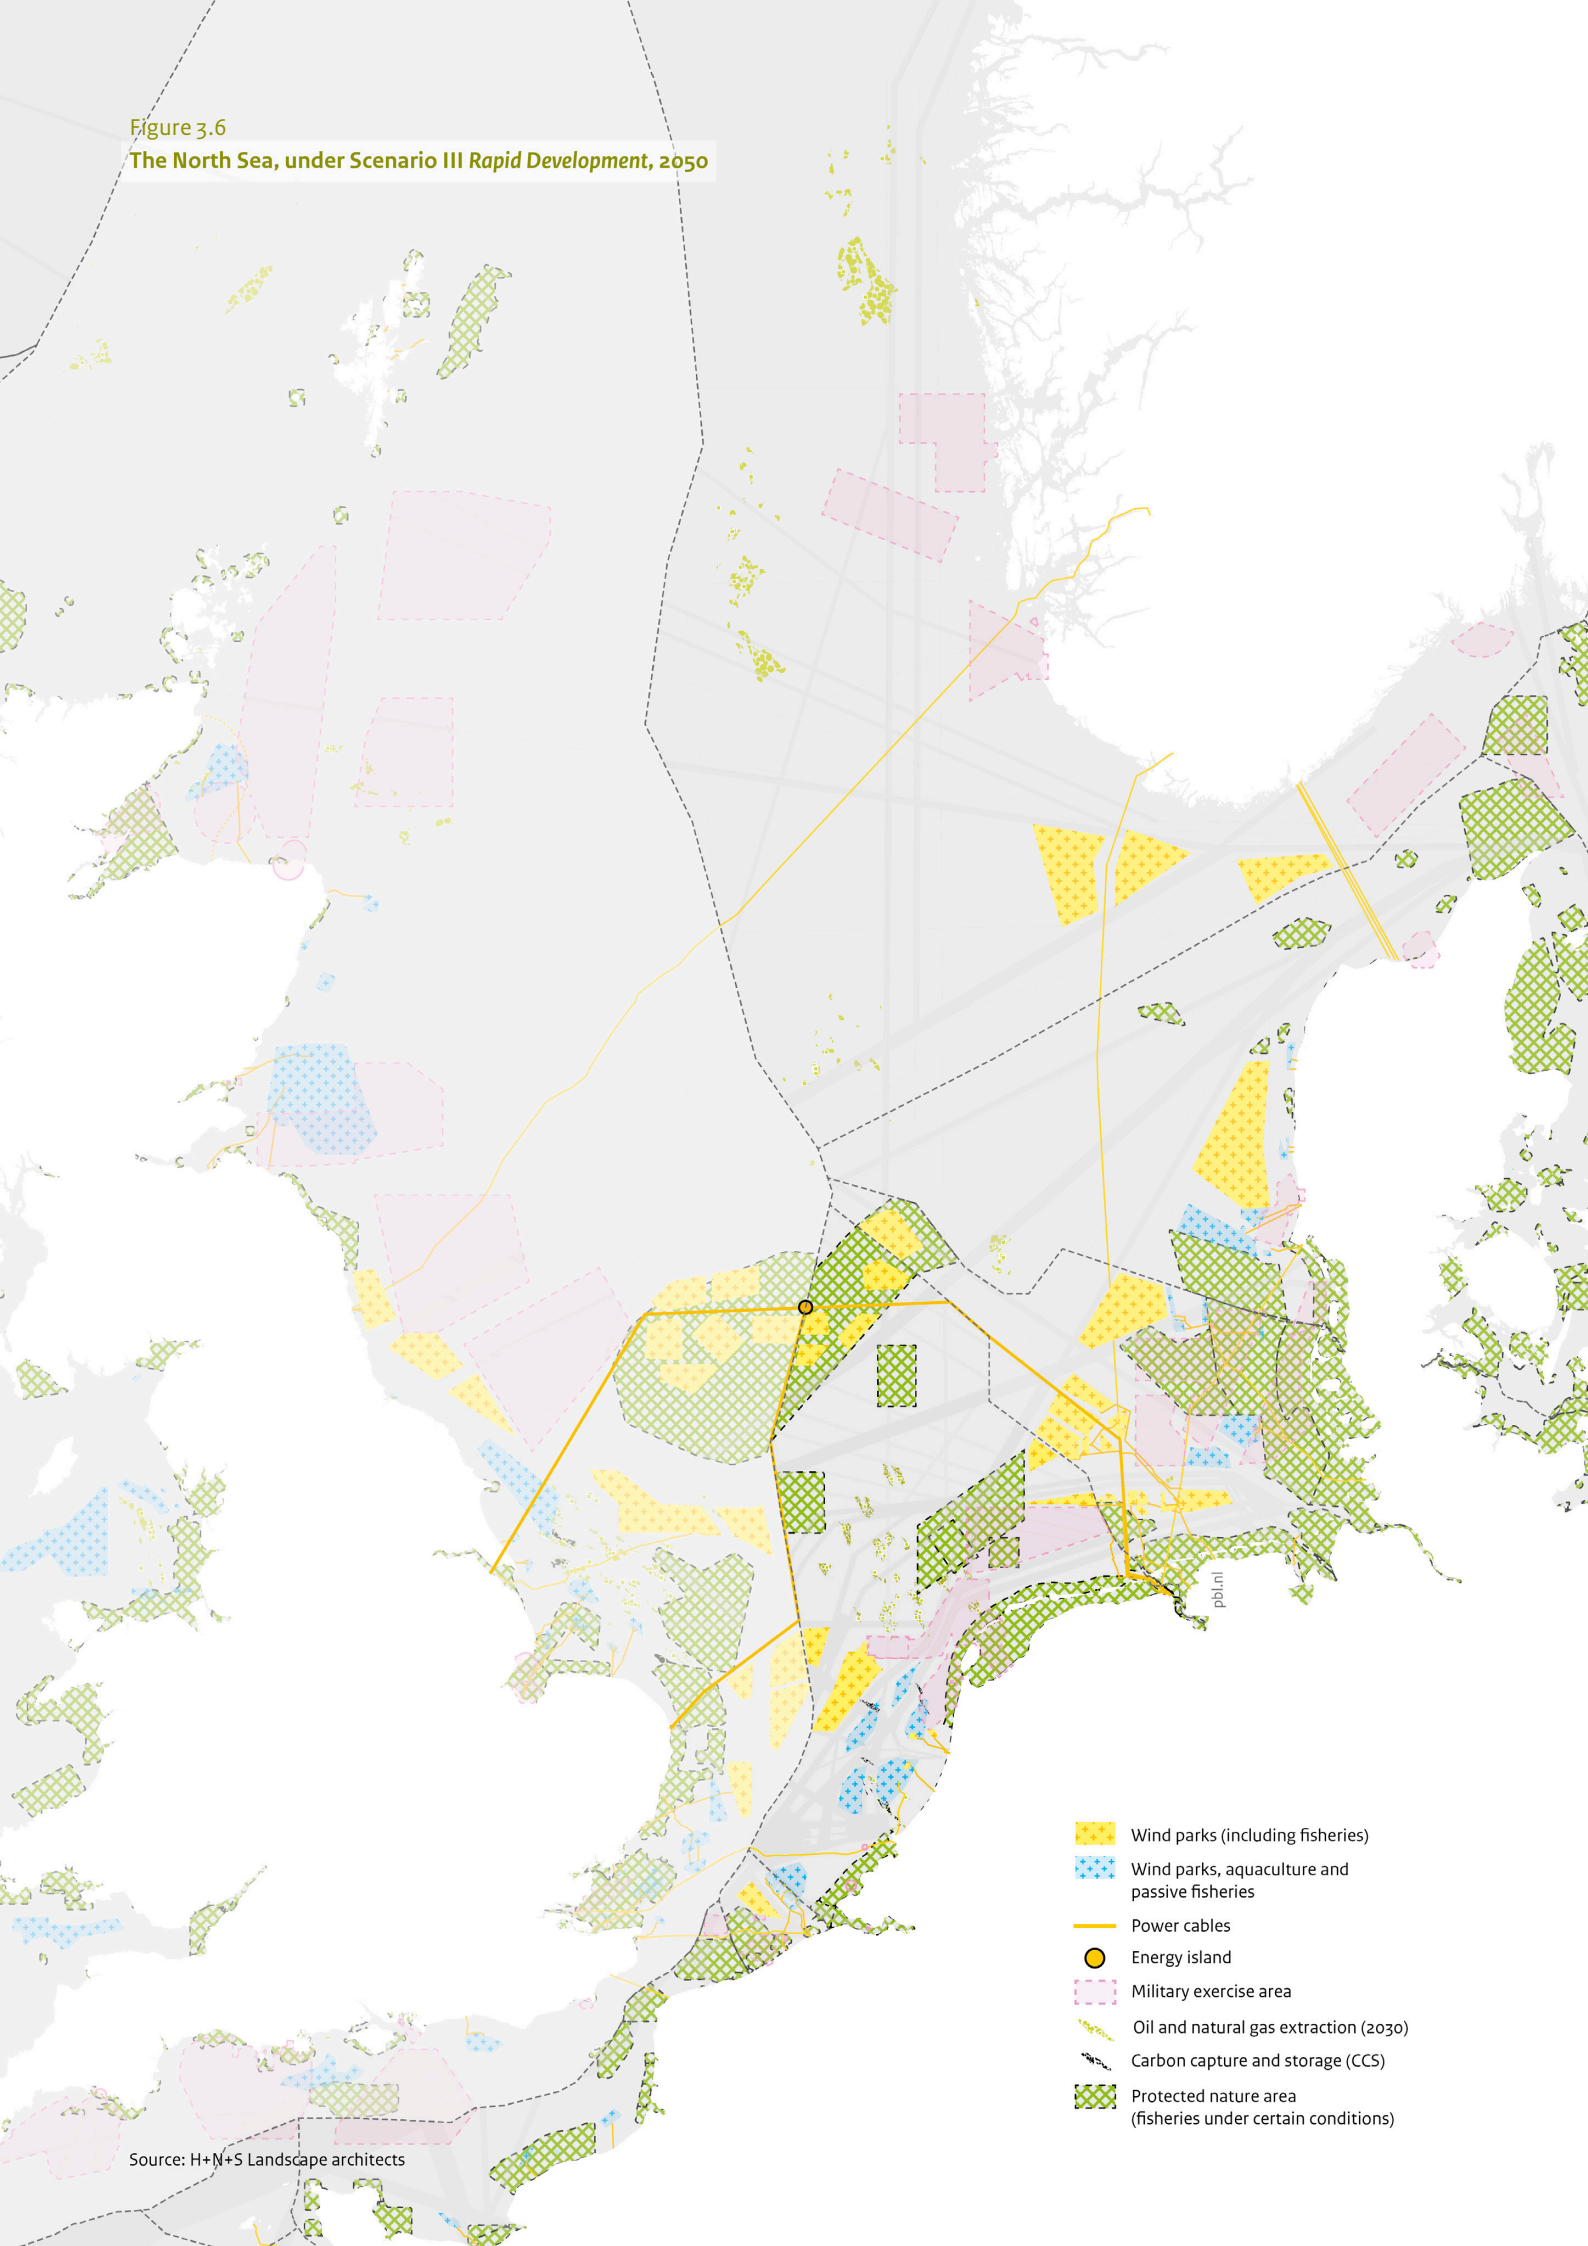 Figure 3.6
The North Sea, under Scenario III Rapid Development, 2050
pbl.nl
Wind parks (including fisheries)
Wind parks, aquaculture and
passive fisheries
Power cables
Energy island
Military exercise area
Oil and natural gas extraction (2030)
Carbon capture and storage (CCS)
Protected nature area
(fisheries under certain conditions)
Source: H+N+S Landscape architects